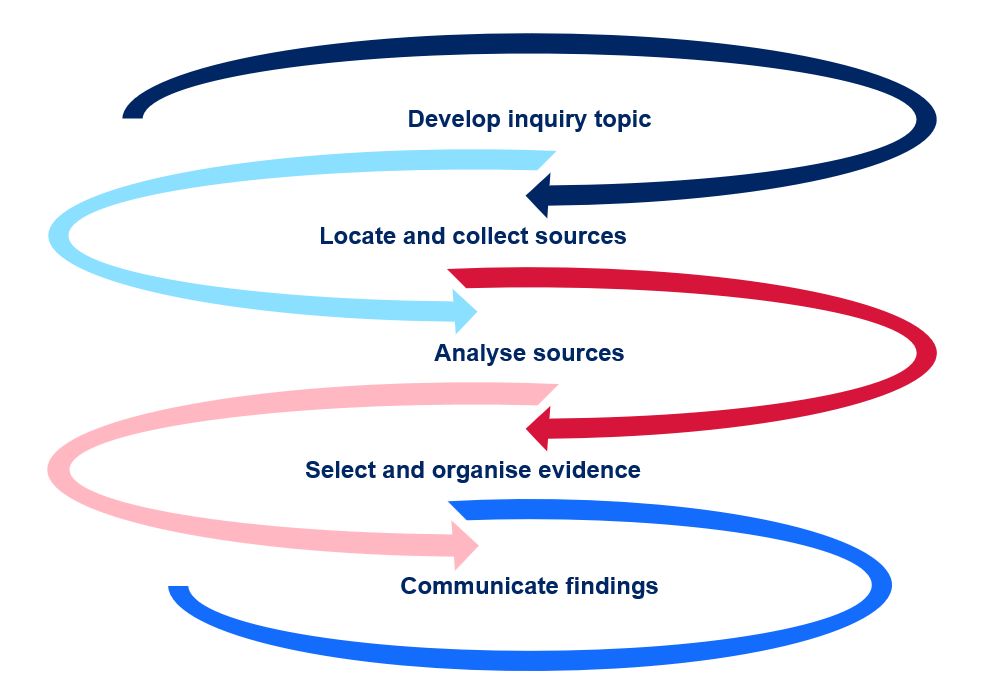 Develop inquiry topic
Locate and collect sources
Analyse sources
Select and organise evidence
Communicate findings